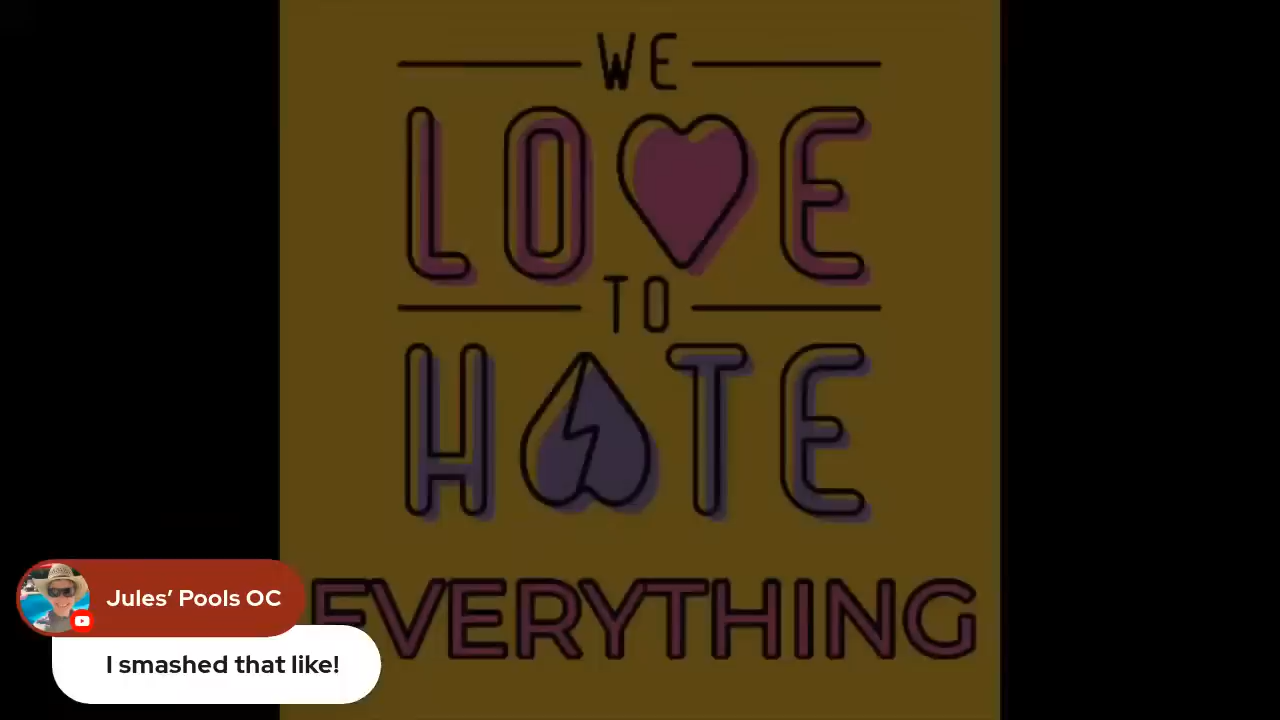 WE
LOVE
TO
HATE
EVERYTHING
Jules’ Pools OC
I smashed that like!